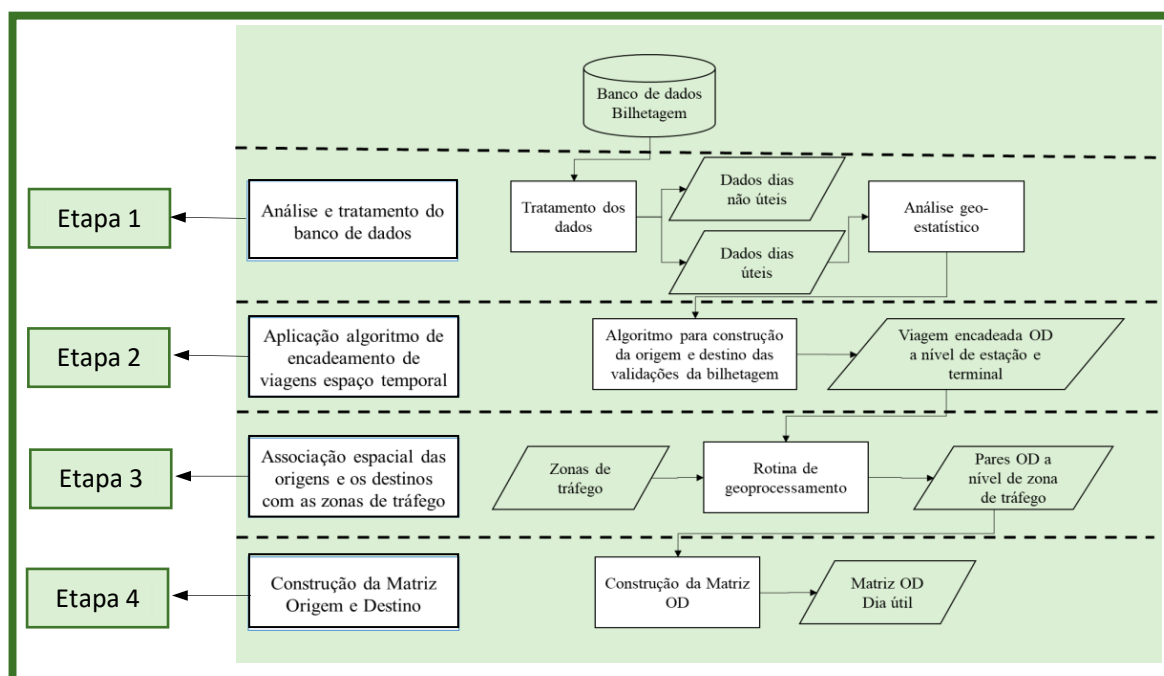 Banco de dados
Bilhetagem
Etapa 1
Análise e tratamento do
banco de dados
Tratamento dos
dados
Dados dias
não úteis
Dados dias
úteis
Análise geo-
estatístico
Etapa 2
Aplicação algoritmo de
encadeamento de
viagens espaço temporal
Algoritmo para construção
da origem e destino das
validações da bilhetagem
Viagem encadeada OD
a nível de estação e
terminal
Etapa 3
Associação espacial das
origens e os destinos
com as zonas de tráfego
Zonas de
tráfego
Rotina de
geoprocessamento
Pares OD a
nível de zona
de tráfego
Etapa 4
Construção da Matriz
Origem e Destino
Construção da Matriz
OD
Matriz OD
Dia útil